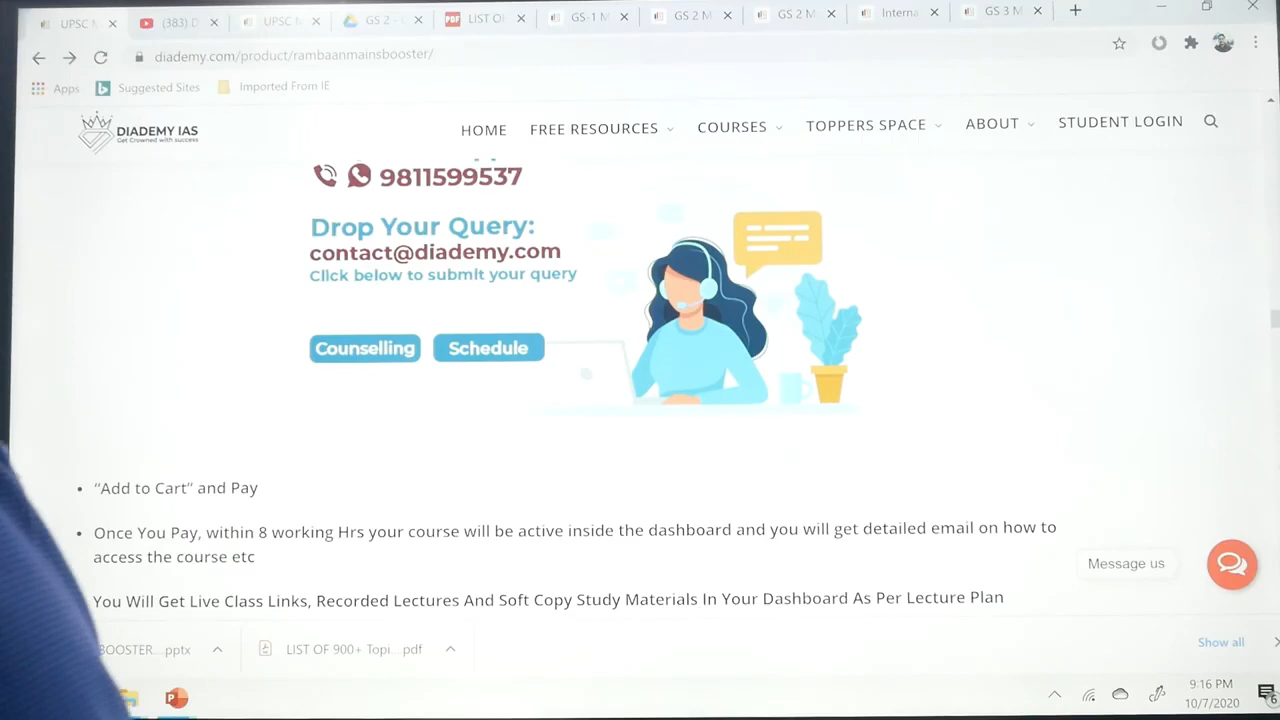 UPSC M
(383) D
UPSC M
GS 2 -
LIST O
GS-1 M
GS 2 M
GS 2 M
Interna
GS 3 M
diademy.com/product/rambaanmainsbooster/
Apps
Suggested Sites
Imported From IE
DIADEMY IAS
Get Crowned with success
HOME
FREE RESOURCES
COURSES
TOPPERS SPACE
ABOUT
STUDENT LOGIN
9811599537
Drop Your Query:
contact@diademy.com
Click below to submit your query
Counselling
Schedule
• “Add to Cart” and Pay
• Once You Pay, within 8 working Hrs your course will be active inside the dashboard and you will get detailed email on how to
access the course etc
Message us
You Will Get Live Class Links, Recorded Lectures And Soft Copy Study Materials In Your Dashboard As Per Lecture Plan
BOOSTER....pptx
LIST OF 900+ Topi....pdf
Show all
9:16 PM
10/7/2020
6